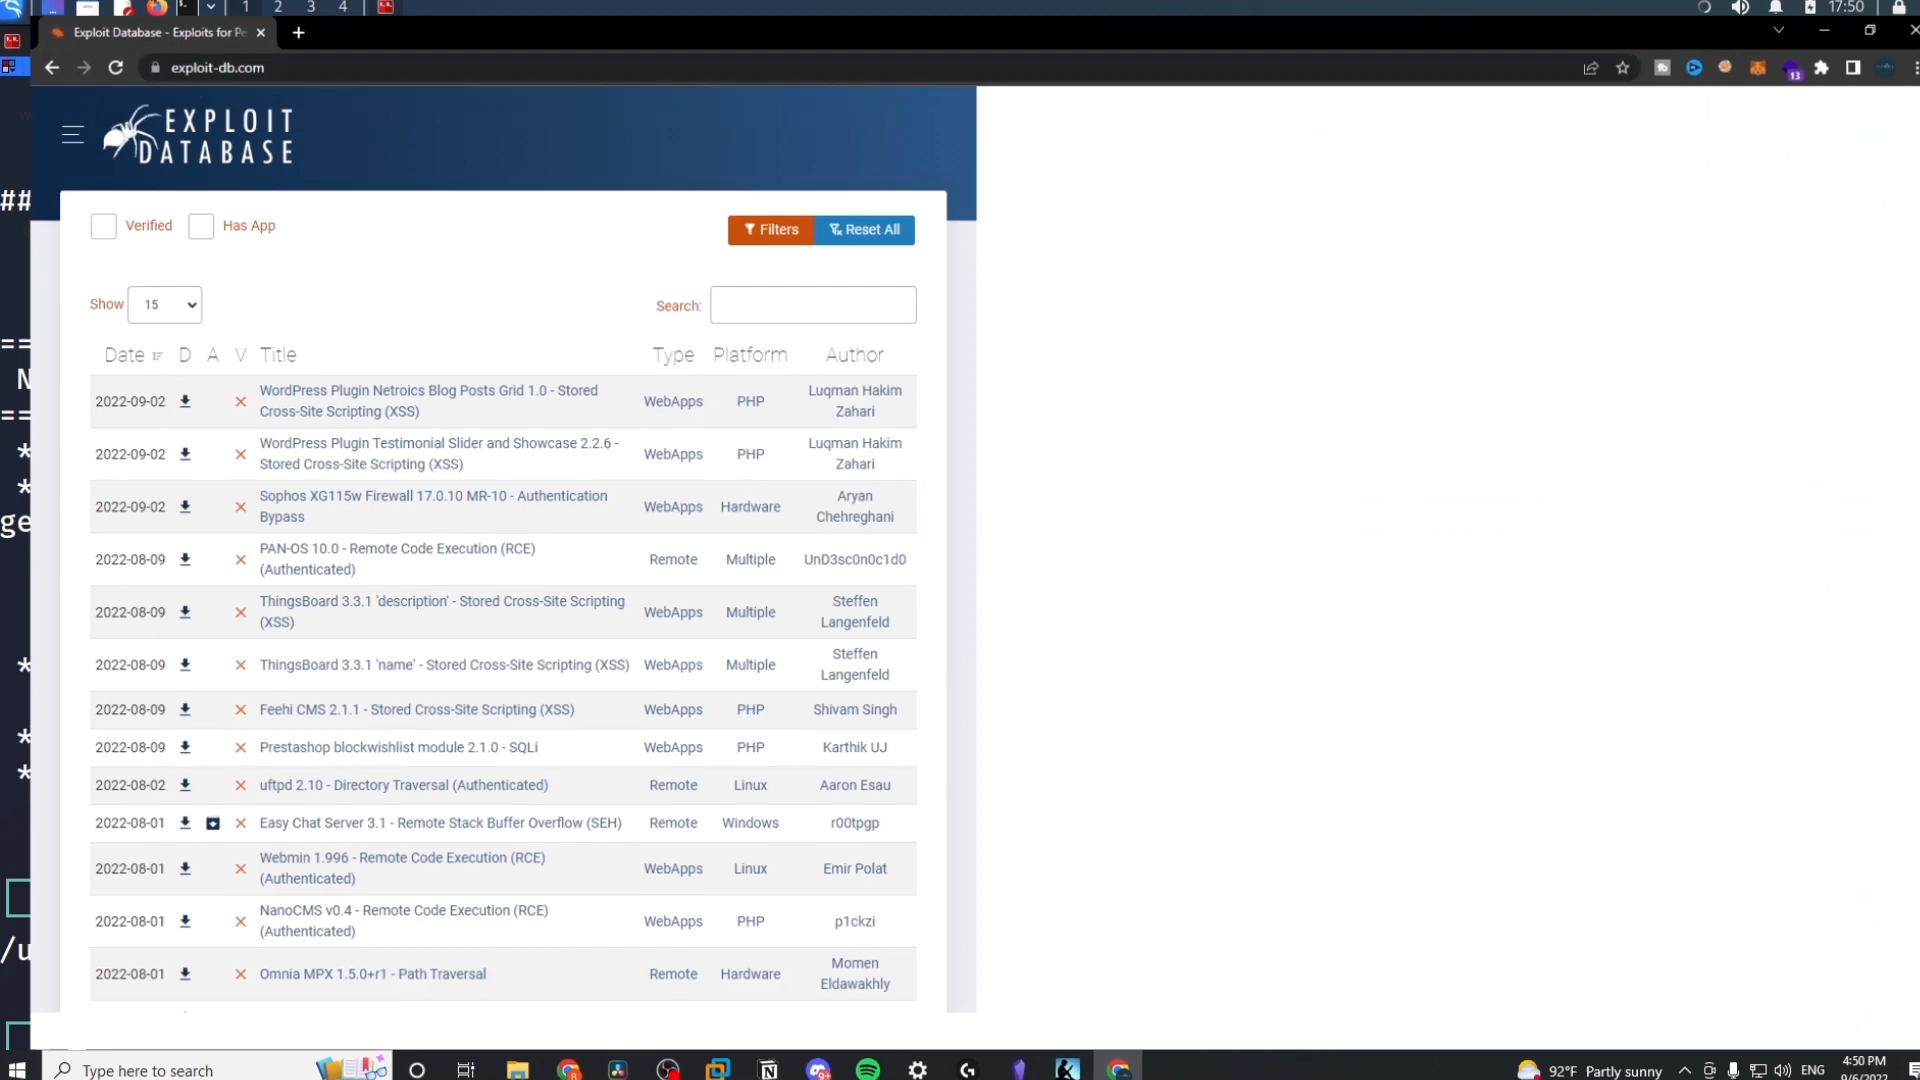 1 2 3 4
17:50
Exploit Database - Exploits for Pe
exploit-db.com
13
EXPLOIT
DATABASE
##
Verified Has App
Filters Reset All
Show 15 Search:
Date D A V Title Type Platform Author
2022-09-02 WordPress Plugin Netroics Blog Posts Grid 1.0 - Stored Cross-Site Scripting (XSS) WebApps PHP Luqman Hakim Zahari
2022-09-02 WordPress Plugin Testimonial Slider and Showcase 2.2.6 - Stored Cross-Site Scripting (XSS) WebApps PHP Luqman Hakim Zahari
2022-09-02 Sophos XG115w Firewall 17.0.10 MR-10 - Authentication Bypass WebApps Hardware Aryan Chehreghani
2022-08-09 PAN-OS 10.0 - Remote Code Execution (RCE) (Authenticated) Remote Multiple UnD3sc0n0c1d0
2022-08-09 ThingsBoard 3.3.1 'description' - Stored Cross-Site Scripting (XSS) WebApps Multiple Steffen Langenfeld
2022-08-09 ThingsBoard 3.3.1 'name' - Stored Cross-Site Scripting (XSS) WebApps Multiple Steffen Langenfeld
2022-08-09 Feehi CMS 2.1.1 - Stored Cross-Site Scripting (XSS) WebApps PHP Shivam Singh
2022-08-09 Prestashop blockwishlist module 2.1.0 - SQLi WebApps PHP Karthik UJ
2022-08-02 uftpd 2.10 - Directory Traversal (Authenticated) Remote Linux Aaron Esau
2022-08-01 Easy Chat Server 3.1 - Remote Stack Buffer Overflow (SEH) Remote Windows r00tpgp
2022-08-01 Webmin 1.996 - Remote Code Execution (RCE) (Authenticated) WebApps Linux Emir Polat
2022-08-01 NanoCMS v0.4 - Remote Code Execution (RCE) (Authenticated) WebApps PHP p1ckzi
2022-08-01 Omnia MPX 1.5.0+r1 - Path Traversal Remote Hardware Momen Eldawakhly
==
N
==
*
*
ge
*
*
*
/u
Type here to search
92°F Partly sunny
ENG
4:50 PM
9/6/2022